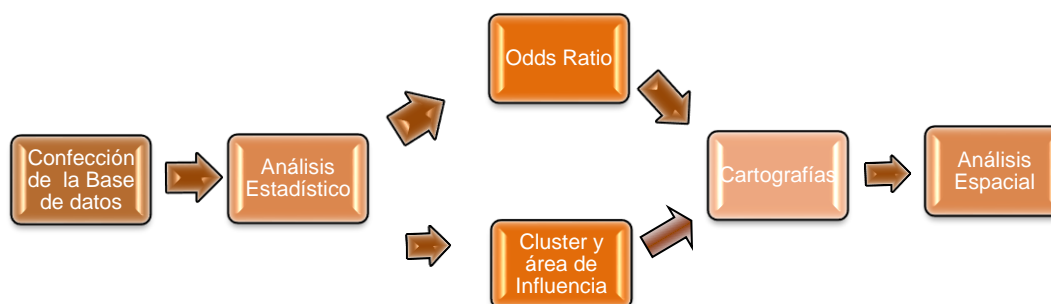 Confección
de la Base
de datos
Análisis
Estadístico
Odds Ratio
Cluster y
área de
Influencia
Cartografías
Análisis
Espacial